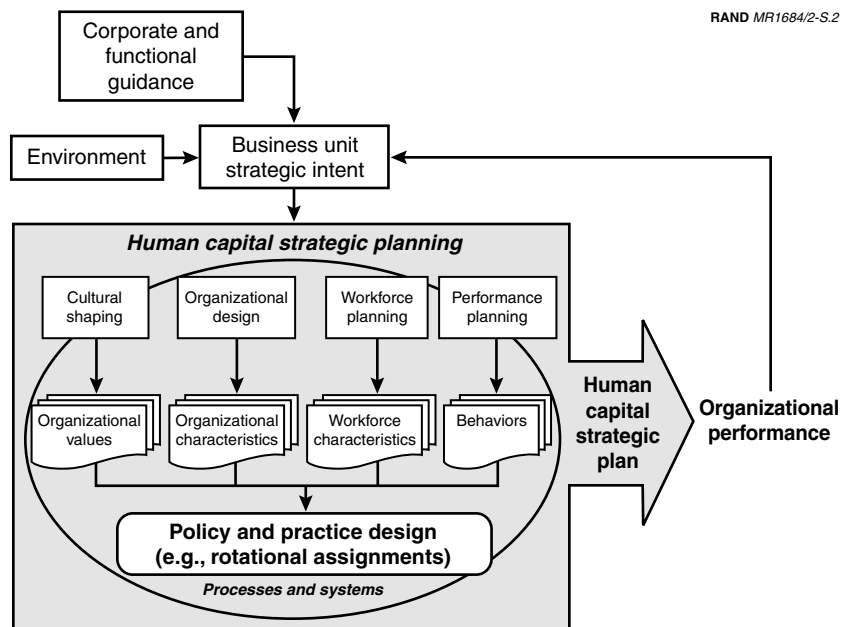 RAND MR1684/2-S.2
Corporate and
functional
guidance
Environment
Business unit
strategic intent
Human capital strategic planning
Cultural
shaping
Organizational
design
Workforce
planning
Performance
planning
Organizational
values
Organizational
characteristics
Workforce
characteristics
Behaviors
Policy and practice design
(e.g., rotational assignments)
Processes and systems
Human
capital
strategic
plan
Organizational
performance